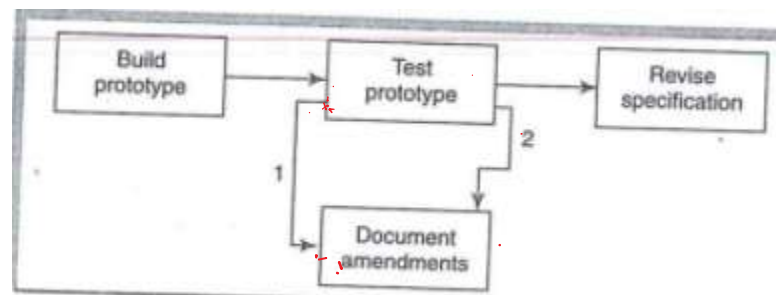 Build
prototype
Test
prototype
Revise
specification
1
2
Document
amendments